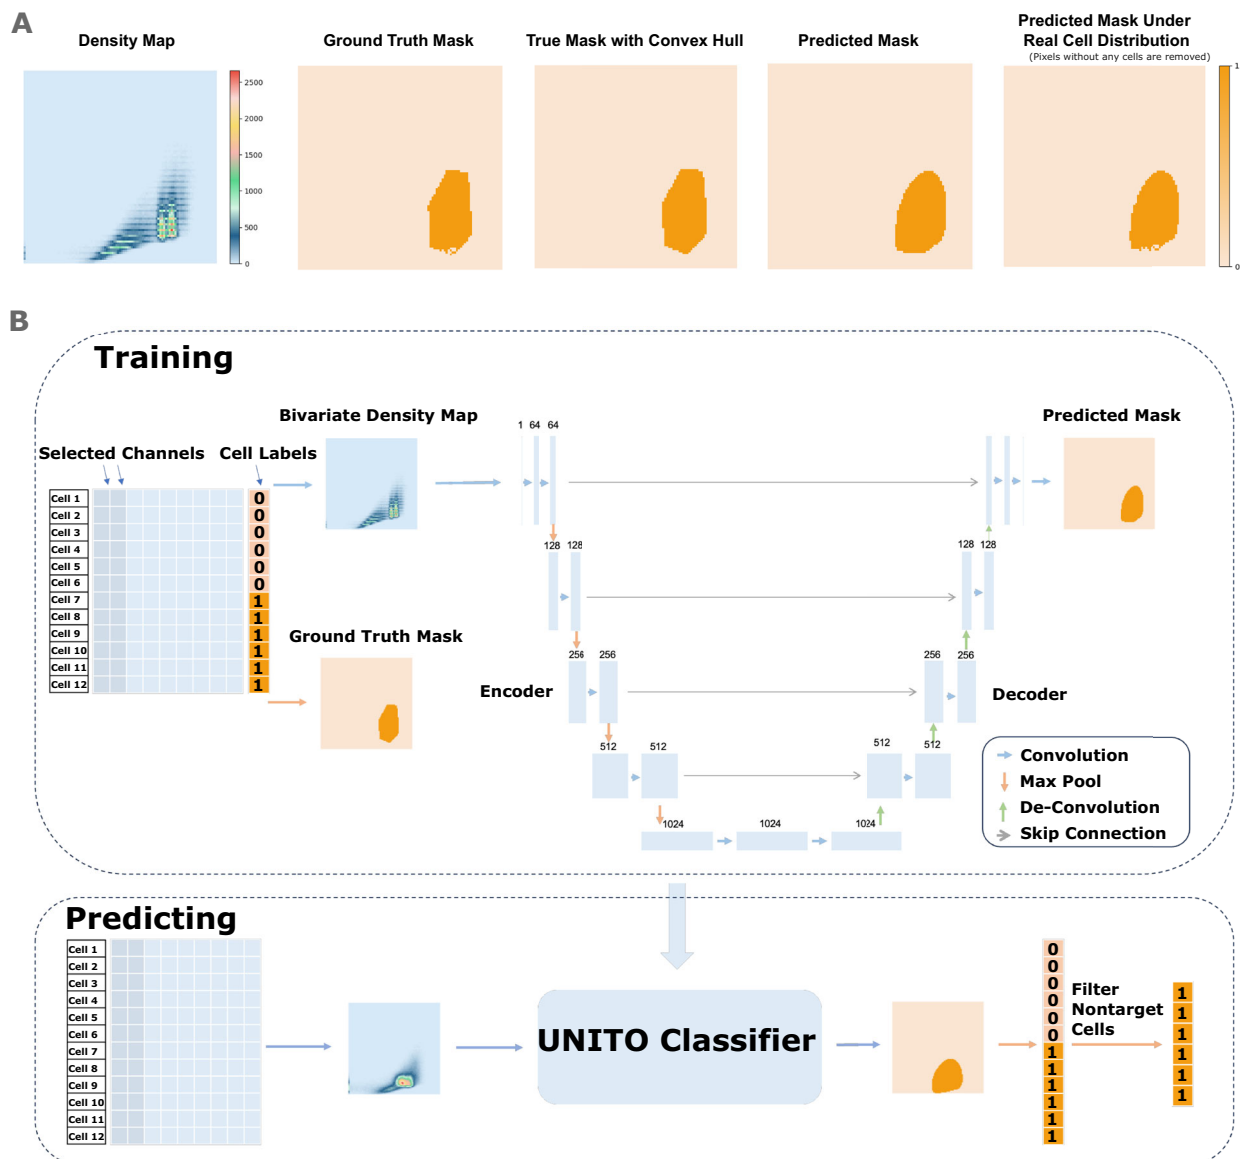 A
Density Map
Ground Truth Mask
True Mask with Convex Hull
Predicted Mask
Predicted Mask Under
Real Cell Distribution
(Pixels without any cells are removed)
2500
2000
1500
1000
500
0
1
0
B
Training
Bivariate Density Map
Predicted Mask
Selected Channels
Cell Labels
1 64 64
Cell 1 0
Cell 2 0
Cell 3 0
Cell 4 0
Cell 5 0
Cell 6 0
Cell 7 1
Cell 8 1
Cell 9 1
Cell 10 1
Cell 11 1
Cell 12 1
Ground Truth Mask
128 128
128 128
256 256
256 256
Encoder
Decoder
512 512
512 512
1024 1024 1024
Convolution
Max Pool
De-Convolution
Skip Connection
Predicting
Cell 1
Cell 2
Cell 3
Cell 4
Cell 5
Cell 6
Cell 7
Cell 8
Cell 9
Cell 10
Cell 11
Cell 12
UNITO Classifier
0
0
0
0
0
0
1
1
1
1
1
1
Filter
Nontarget
Cells
1
1
1
1
1
1